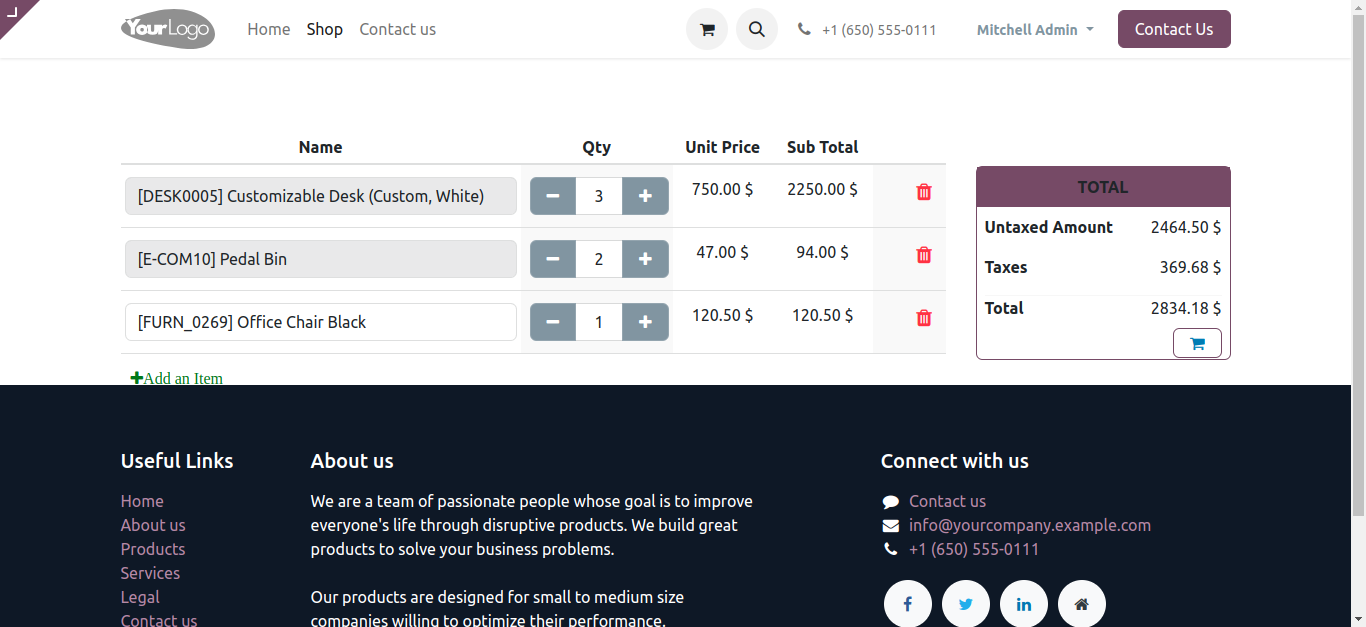 YourLogo Home Shop Contact us +1 (650) 555-0111 Mitchell Admin Contact Us
Name Qty Unit Price Sub Total
[DESK0005] Customizable Desk (Custom, White) 3 750.00 $ 2250.00 $
[E-COM10] Pedal Bin 2 47.00 $ 94.00 $
[FURN_0269] Office Chair Black 1 120.50 $ 120.50 $
Add an Item
TOTAL
Untaxed Amount 2464.50 $
Taxes 369.68 $
Total 2834.18 $
Useful Links
Home
About us
Products
Services
Legal
Contact us
About us
We are a team of passionate people whose goal is to improve
everyone's life through disruptive products. We build great
products to solve your business problems.
Our products are designed for small to medium size
companies willing to optimize their performance.
Connect with us
Contact us
info@yourcompany.example.com
+1 (650) 555-0111